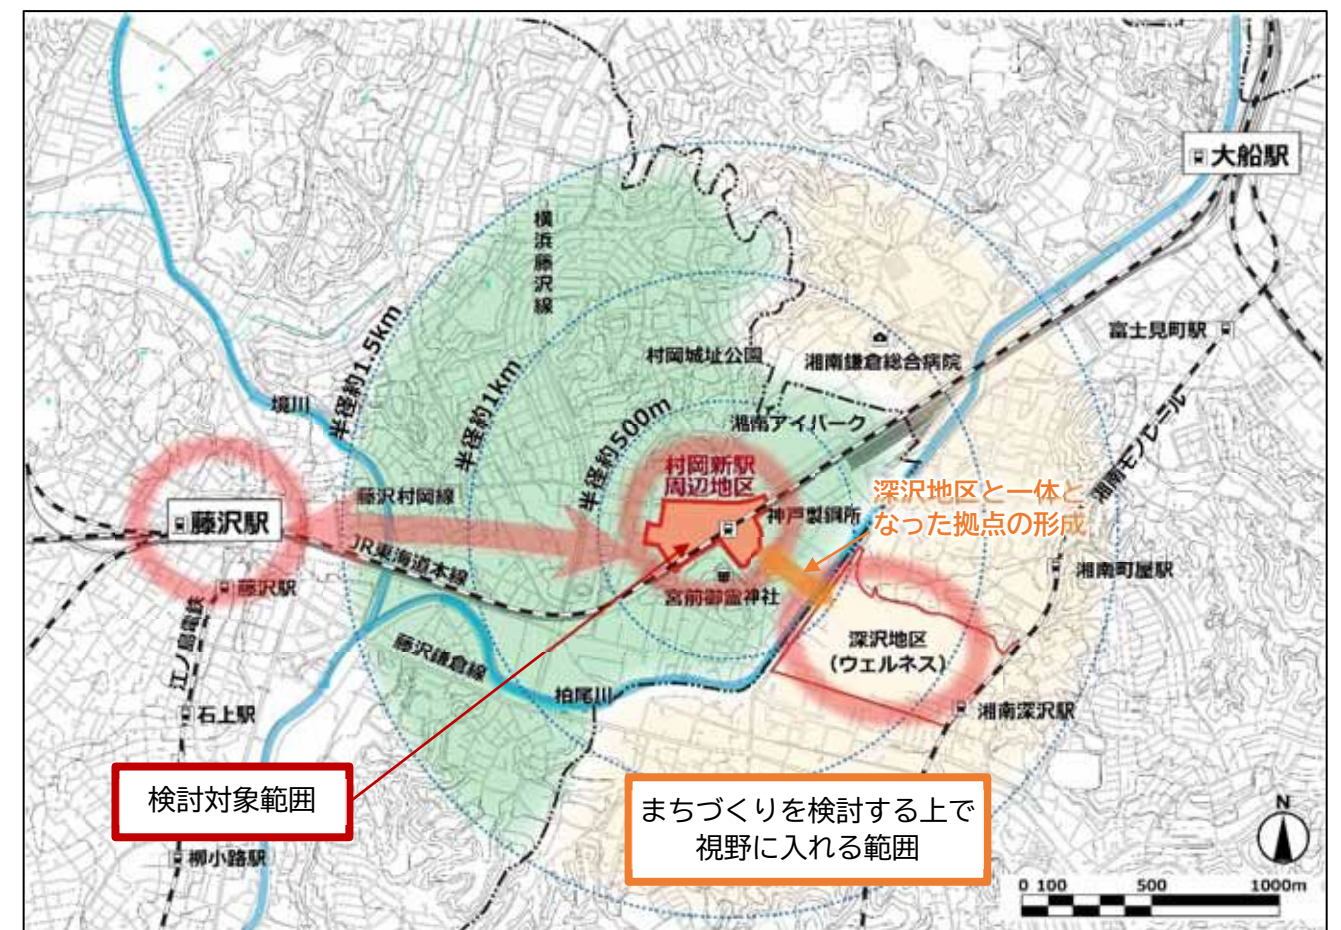 大船駅
横浜藤沢線
富士見町駅
村岡城址公園
湘南鎌倉総合病院
半径約1.5km
半径約1km
半径約500m
境川
湘南アイパーク
湘南モノレール
村岡新駅
周辺地区
藤沢村岡線
神戸製鋼所
深沢地区と一体と
なった拠点の形成
藤沢駅
JR東海道本線
湘南町屋駅
藤沢駅
宮前御霊神社
江ノ島電鉄
藤沢鎌倉線
深沢地区
（ウェルネス）
柏尾川
石上駅
湘南深沢駅
検討対象範囲
まちづくりを検討する上で
視野に入れる範囲
柳小路駅
N
0 100 500 1000m